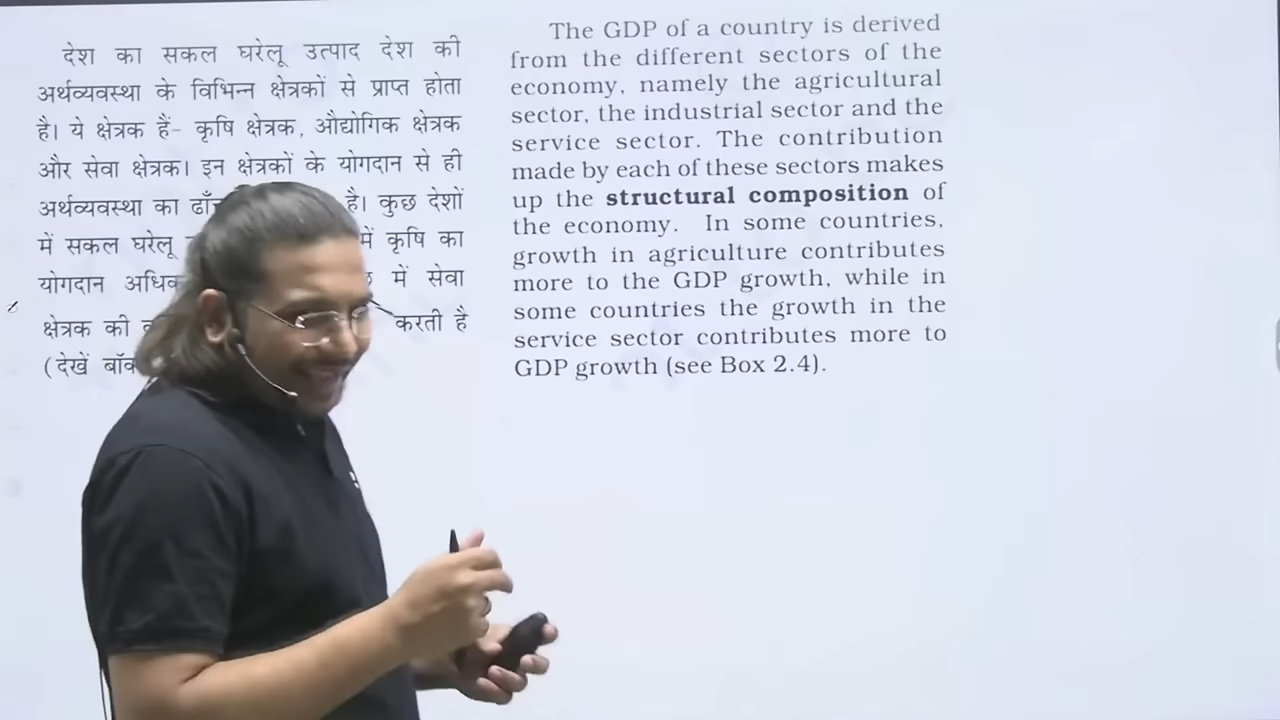 देश का सकल घरेलू उत्पाद देश की
अर्थव्यवस्था के विभिन्न क्षेत्रकों से प्राप्त होता
है। ये क्षेत्रक हैं- कृषि क्षेत्रक, औद्योगिक क्षेत्रक
और सेवा क्षेत्रक। इन क्षेत्रकों के योगदान से ही
अर्थव्यवस्था का है। कुछ देशों
में सकल घरेलू में कृषि का
योगदान में सेवा
क्षेत्रक की करती है
(देखें
The GDP of a country is derived
from the different sectors of the
economy, namely the agricultural
sector, the industrial sector and the
service sector. The contribution
made by each of these sectors makes
up the structural composition of
the economy. In some countries,
growth in agriculture contributes
more to the GDP growth, while in
some countries the growth in the
service sector contributes more to
GDP growth (see Box 2.4).